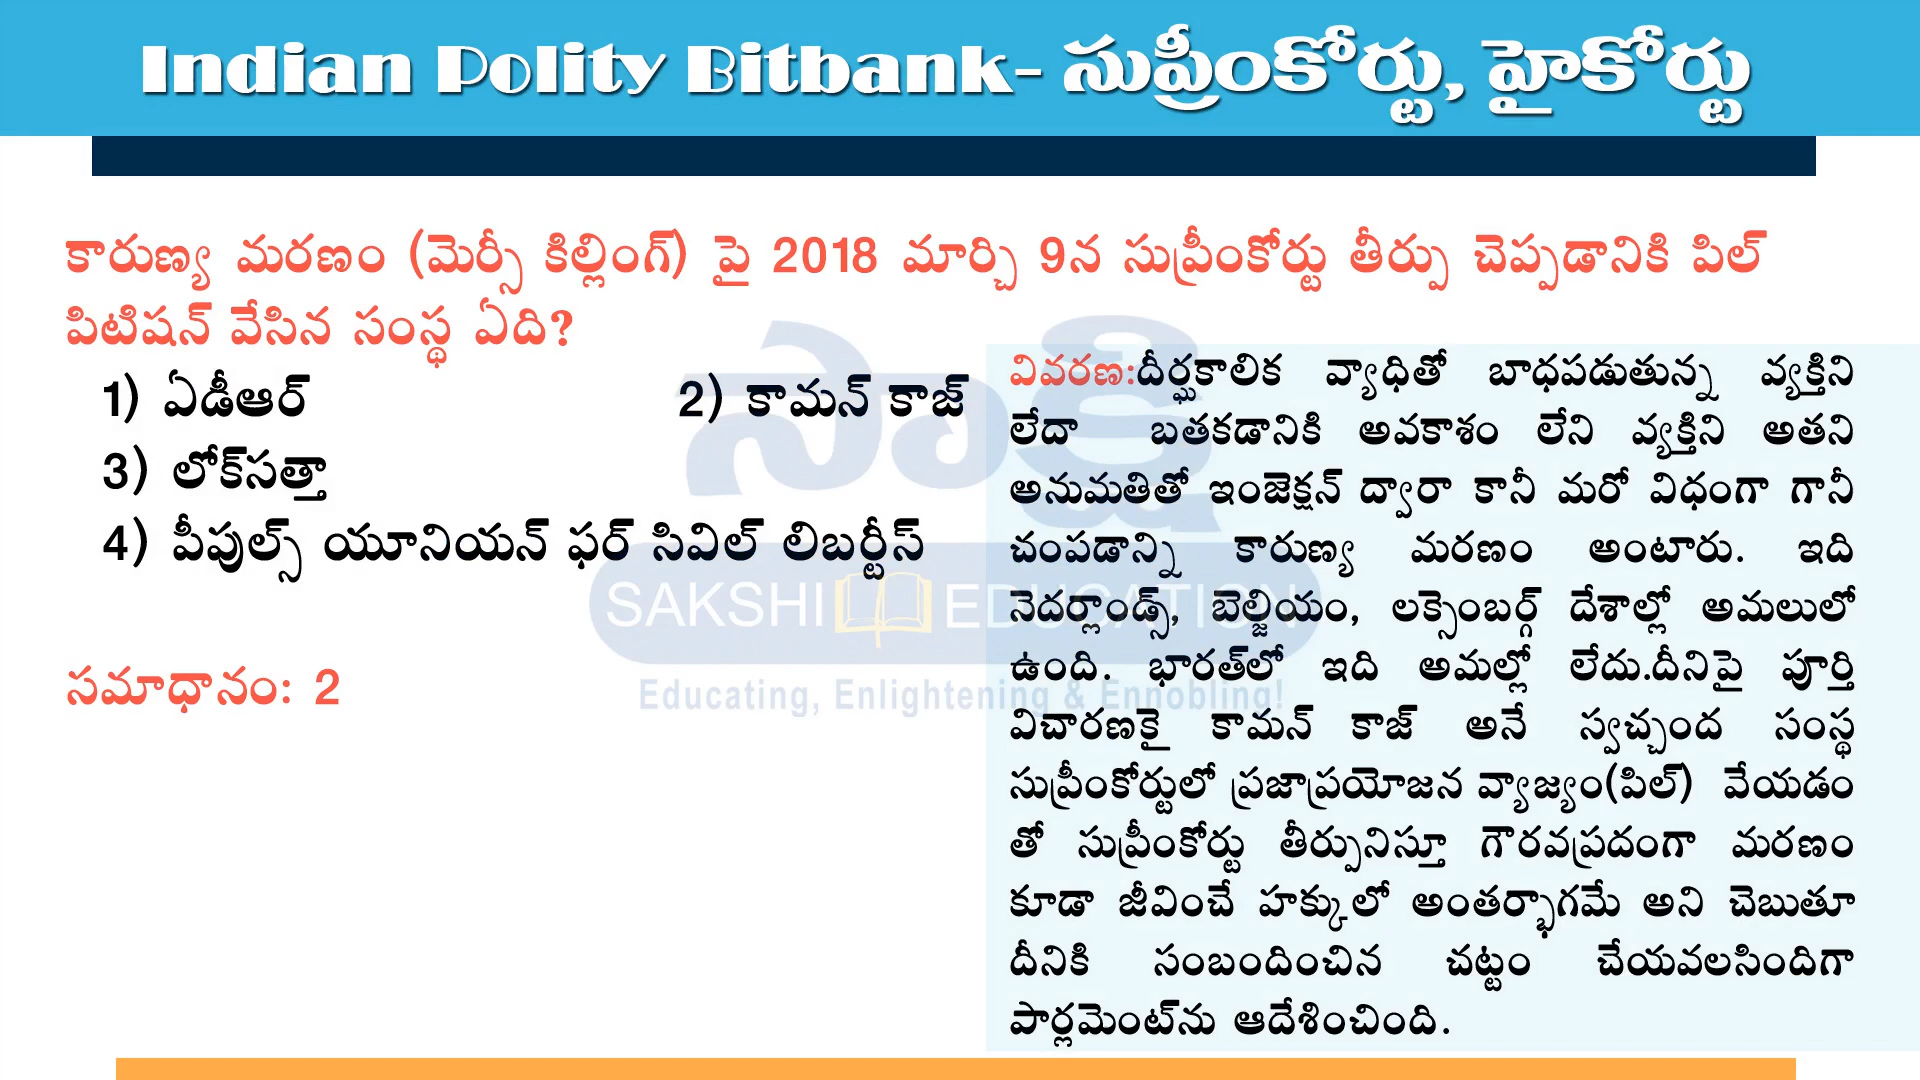 Indian Polity Bitbank- సుప్రీంకోర్టు, హైకోర్టు
కారుణ్య మరణం (మెర్సీ కిల్లింగ్) పై 2018 మార్చి 9న సుప్రీంకోర్టు తీర్పు చెప్పడానికి పిల్
పిటిషన్ వేసిన సంస్థ ఏది?
1) ఏడీఆర్ 2) కామన్ కాజ్
3) లోక్‌సత్తా
4) పీపుల్స్ యూనియన్ ఫర్ సివిల్ లిబర్టీస్
సమాధానం: 2
వివరణ:దీర్ఘకాలిక వ్యాధితో బాధపడుతున్న వ్యక్తిని
లేదా బతకడానికి అవకాశం లేని వ్యక్తిని అతని
అనుమతితో ఇంజెక్షన్ ద్వారా కానీ మరో విధంగా గానీ
చంపడాన్ని కారుణ్య మరణం అంటారు. ఇది
నెదర్లాండ్స్, బెల్జియం, లక్సెంబర్గ్ దేశాల్లో అమలులో
ఉంది. భారత్‌లో ఇది అమల్లో లేదు.దీనిపై పూర్తి
విచారణకై కామన్ కాజ్ అనే స్వచ్చంద సంస్థ
సుప్రీంకోర్టులో ప్రజాప్రయోజన వ్యాజ్యం(పిల్) వేయడం
తో సుప్రీంకోర్టు తీర్పునిస్తూ గౌరవప్రదంగా మరణం
కూడా జీవించే హక్కులో అంతర్భాగమే అని చెబుతూ
దీనికి సంబందించిన చట్టం చేయవలసిందిగా
పార్లమెంట్‌ను ఆదేశించింది.
సాక్షి
SAKSHI EDUCATION
Educating, Enlightening & Ennobling!